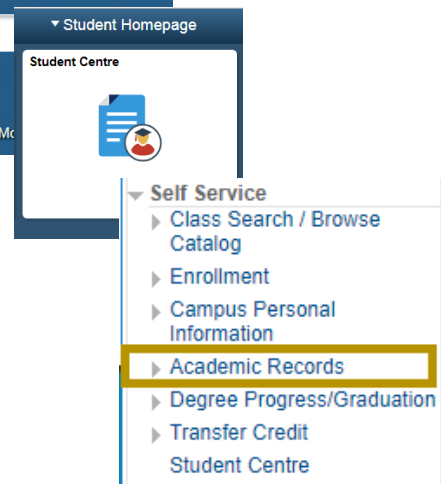 Student Homepage
Student Centre
Mo
Self Service
Class Search / Browse
Catalog
Enrollment
Campus Personal
Information
Academic Records
Degree Progress/Graduation
Transfer Credit
Student Centre